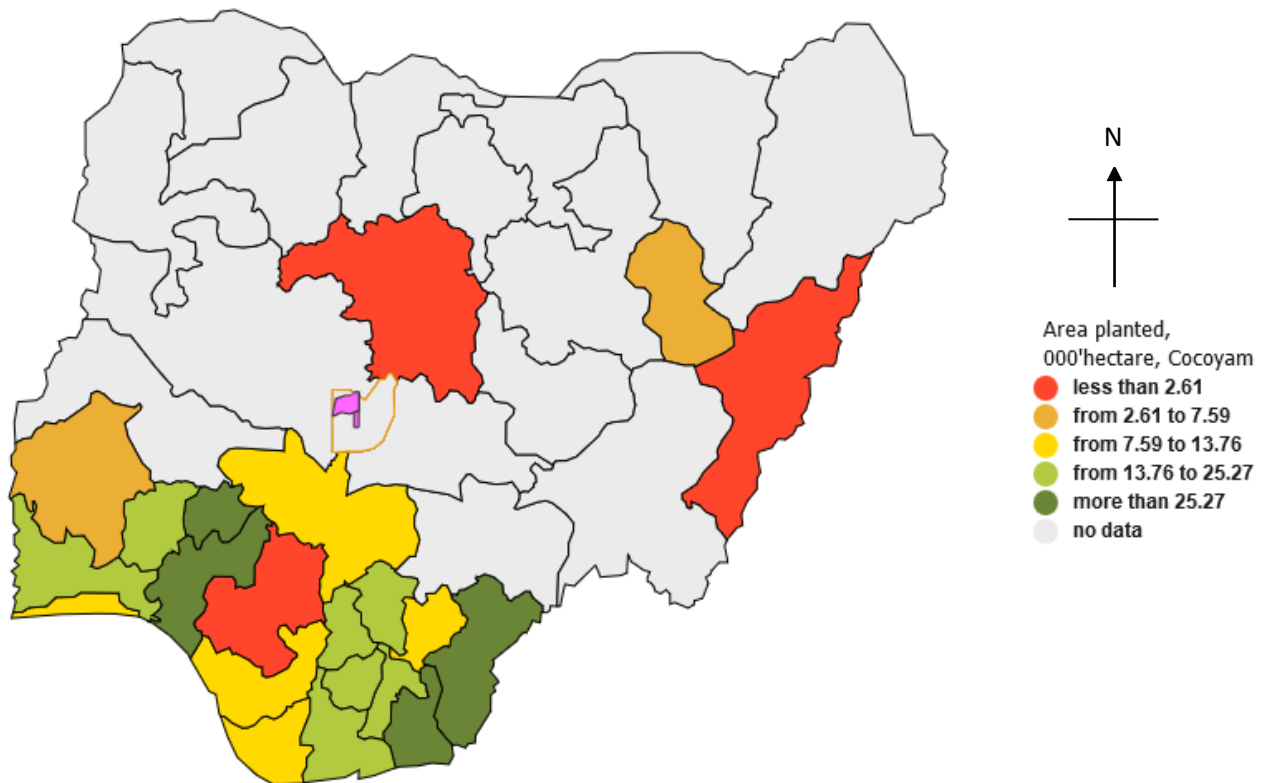 N
Area planted,
000'hectare, Cocoyam
less than 2.61
from 2.61 to 7.59
from 7.59 to 13.76
from 13.76 to 25.27
more than 25.27
no data